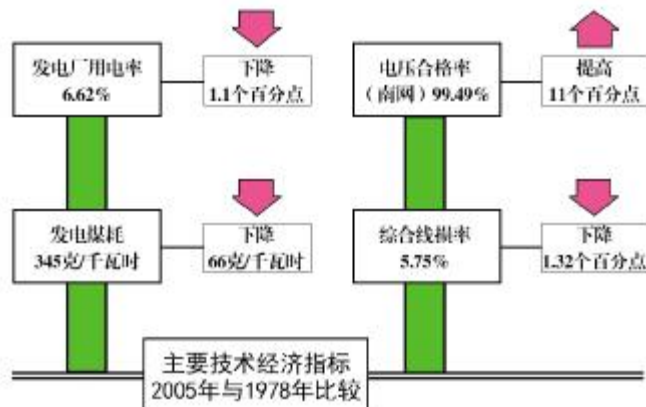 发电厂用电率
6.62%
下降
1.1个百分点
电压合格率
（南网）99.49%
提高
11个百分点
发电煤耗
345克/千瓦时
下降
66克/千瓦时
综合线损率
5.75%
下降
1.32个百分点
主要技术经济指标
2005年与1978年比较